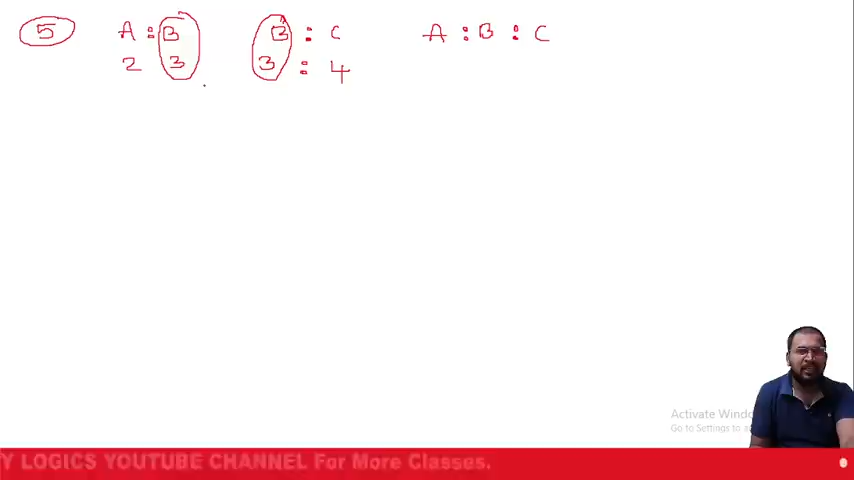 5 A : B B : C A : B : C
2 3 3 : 4
Activate Windo
Go to Settings to a
Y LOGICS YOUTUBE CHANNEL For More Classes.